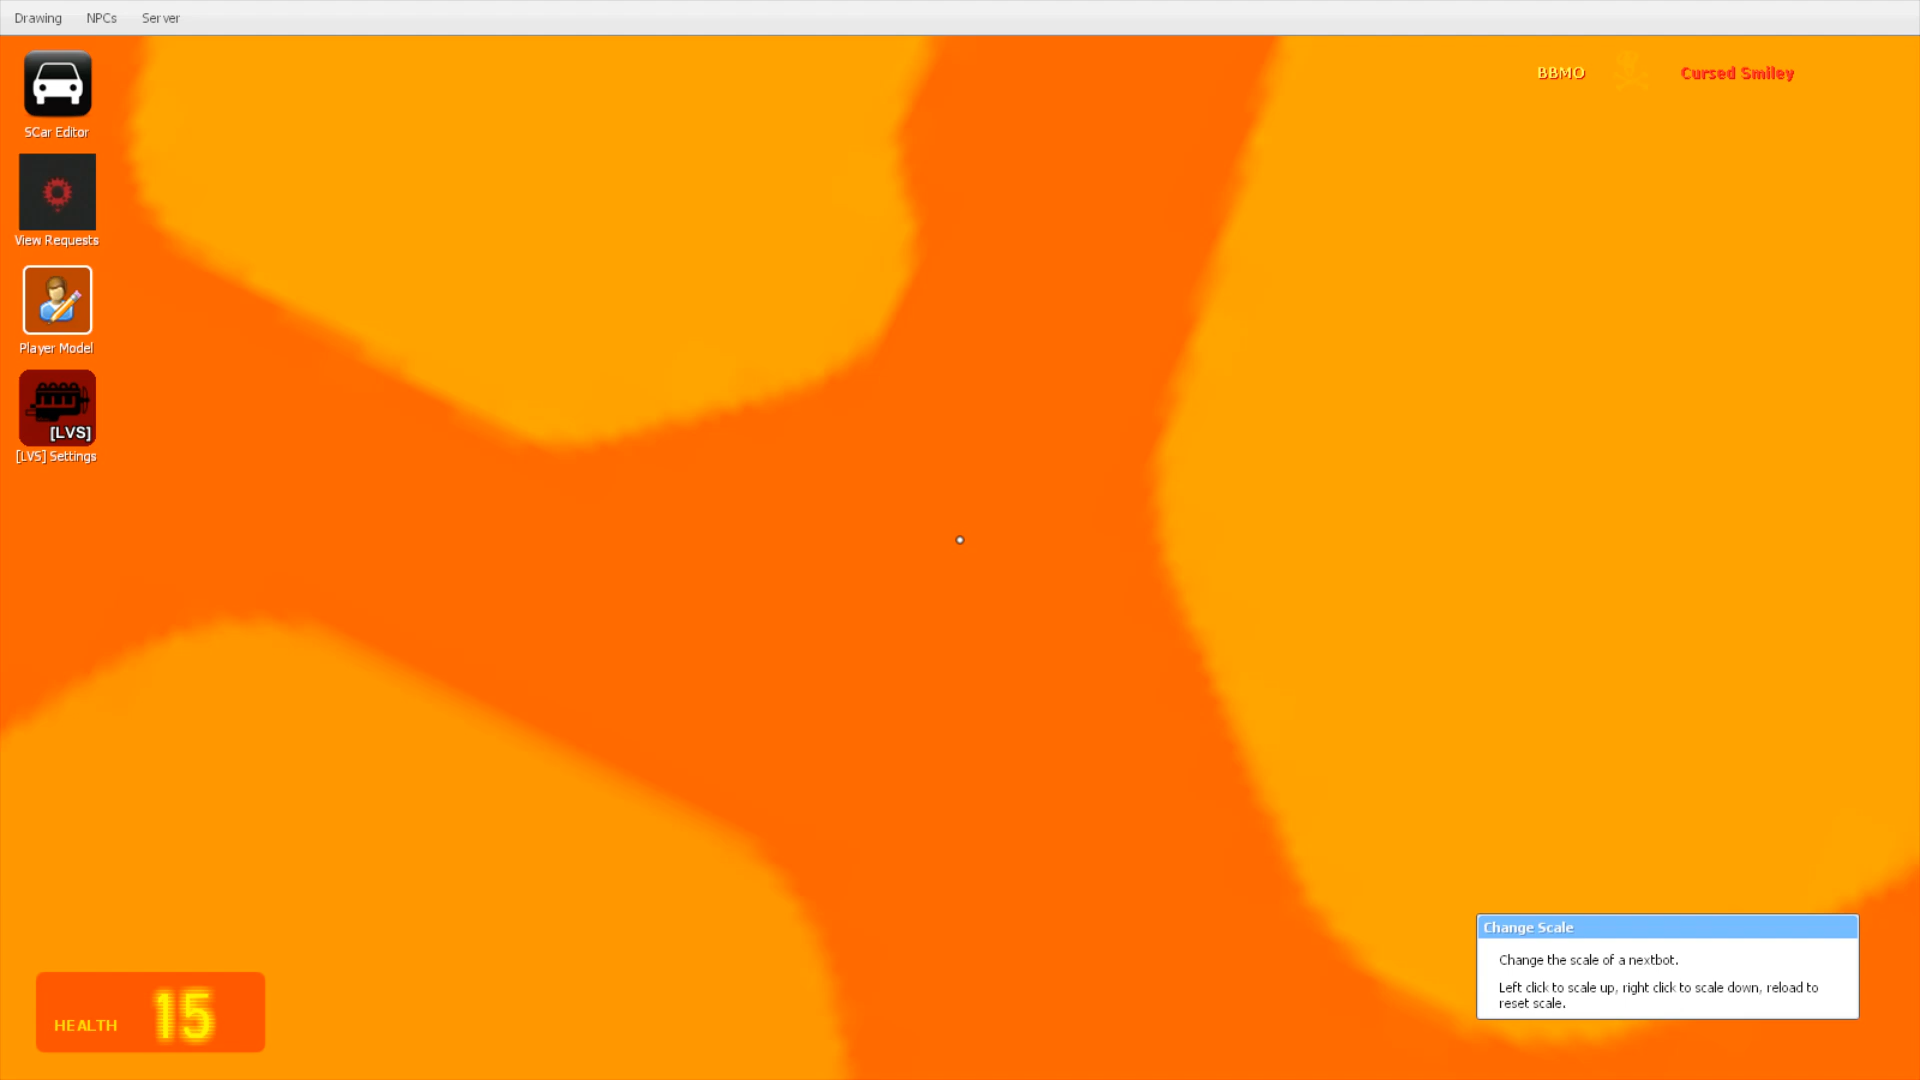 Drawing NPCs Server
SCar Editor
View Requests
Player Model
[LVS]
[LVS] Settings
BBMO Cursed Smiley
Change Scale
Change the scale of a nextbot.
Left click to scale up, right click to scale down, reload to
reset scale.
HEALTH 15